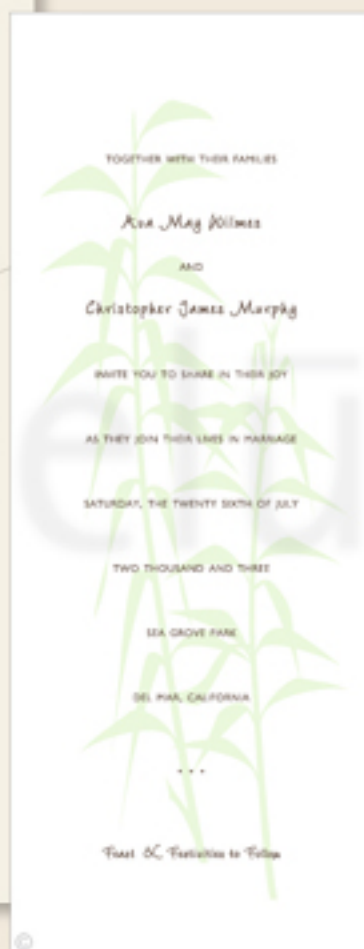 TOGETHER WITH THEIR FAMILIES
Ava May Wilmes
AND
Christopher James Murphy
INVITE YOU TO SHARE IN THEIR JOY
AS THEY JOIN THEIR LIVES IN MARRIAGE
SATURDAY, THE TWENTY SIXTH OF JULY
TWO THOUSAND AND THREE
SEA GROVE PARK
DEL MAR, CALIFORNIA
...
Feast & Festivities to Follow
©